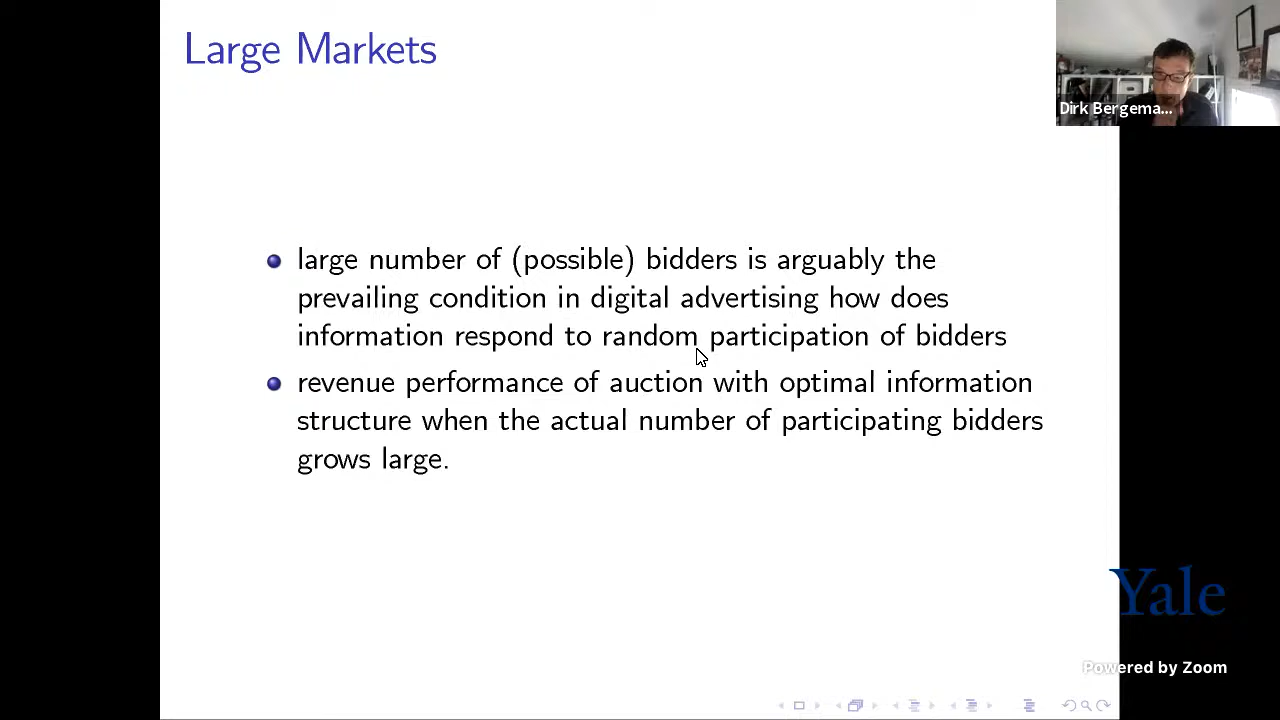 Large Markets
Dirk Bergema...
large number of (possible) bidders is arguably the
prevailing condition in digital advertising how does
information respond to random participation of bidders
revenue performance of auction with optimal information
structure when the actual number of participating bidders
grows large.
Yale
Powered by Zoom